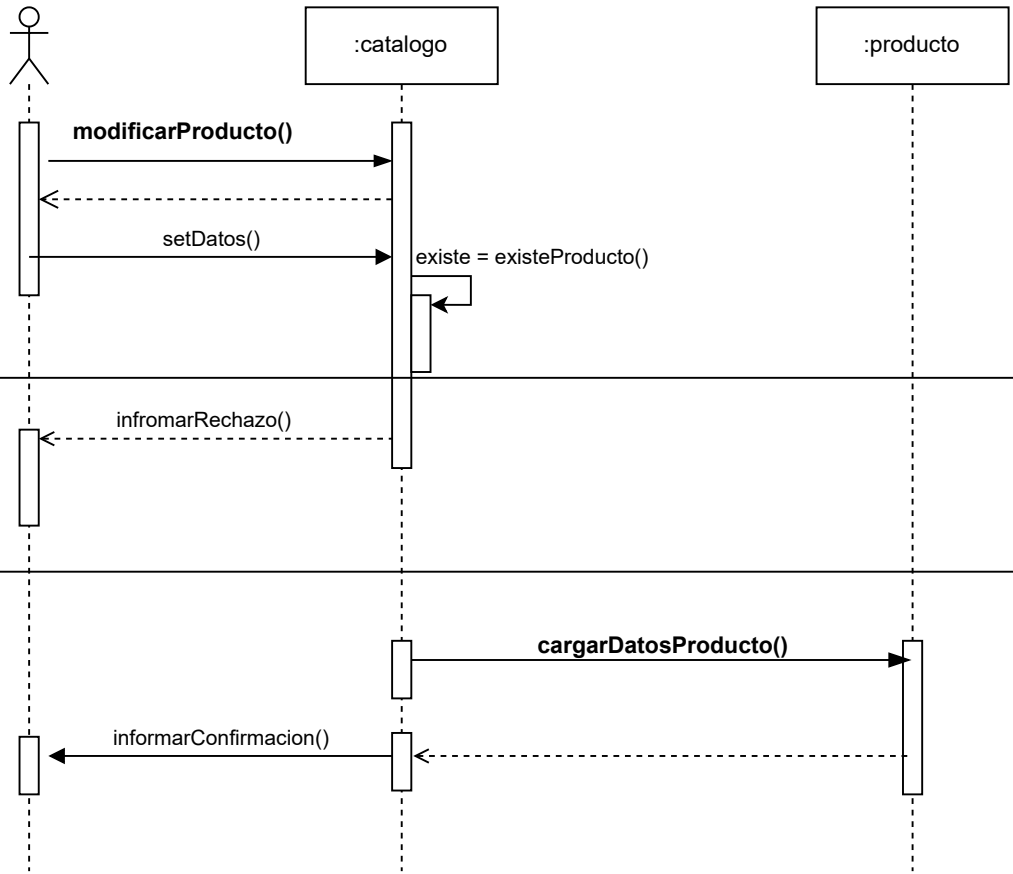 :catalogo
:producto
modificarProducto()
setDatos()
existe = existeProducto()
infromarRechazo()
cargarDatosProducto()
informarConfirmacion()